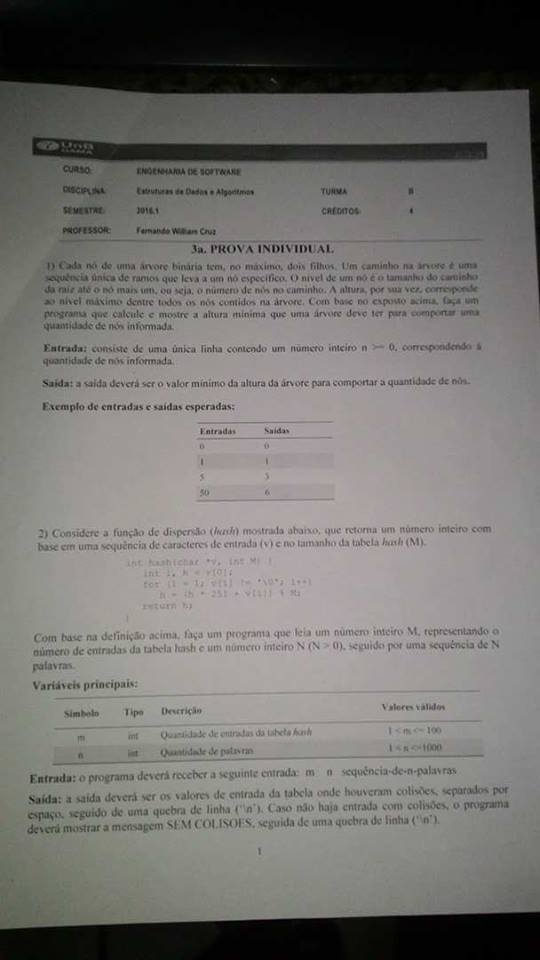 UnB
GAMA
CURSO: ENGENHARIA DE SOFTWARE
DISCIPLINA: Estruturas de Dados e Algoritmos TURMA B
SEMESTRE: 2016.1 CRÉDITOS: 4
PROFESSOR: Fernando William Cruz
3a. PROVA INDIVIDUAL
1) Cada nó de uma árvore binária tem, no máximo, dois filhos. Um caminho na árvore é uma
sequência única de ramos que leva a um nó específico. O nível de um nó é o tamanho do caminho
da raiz até o nó mais um, ou seja, o número de nós no caminho. A altura, por sua vez, corresponde
ao nível máximo dentre todos os nós contidos na árvore. Com base no exposto acima, faça um
programa que calcule e mostre a altura mínima que uma árvore deve ter para comportar uma
quantidade de nós informada.
Entrada: consiste de uma única linha contendo um número inteiro n >= 0, correspondendo à
quantidade de nós informada.
Saída: a saída deverá ser o valor mínimo da altura da árvore para comportar a quantidade de nós.
Exemplo de entradas e saídas esperadas:
Entradas Saídas
0 0
1 1
5 3
50 6
2) Considere a função de dispersão (hash) mostrada abaixo, que retorna um número inteiro com
base em uma sequência de caracteres de entrada (v) e no tamanho da tabela hash (M).
int hash(char *v, int M) {
int i, h = v[0];
for (i = 1; v[i] != '\0'; i++)
h = (h * 251 + v[i]) % M;
return h;
}
Com base na definição acima, faça um programa que leia um número inteiro M, representando o
número de entradas da tabela hash e um número inteiro N (N > 0), seguido por uma sequência de N
palavras.
Variáveis principais:
Símbolo Tipo Descrição Valores válidos
m int Quantidade de entradas da tabela hash 1 < m <= 100
n int Quantidade de palavras 1 < n <=1000
Entrada: o programa deverá receber a seguinte entrada: m n sequência-de-n-palavras
Saída: a saída deverá ser os valores de entrada da tabela onde houveram colisões, separados por
espaço, seguido de uma quebra de linha ('\n'). Caso não haja entrada com colisões, o programa
deverá mostrar a mensagem SEM COLISOES, seguida de uma quebra de linha ('\n').
1